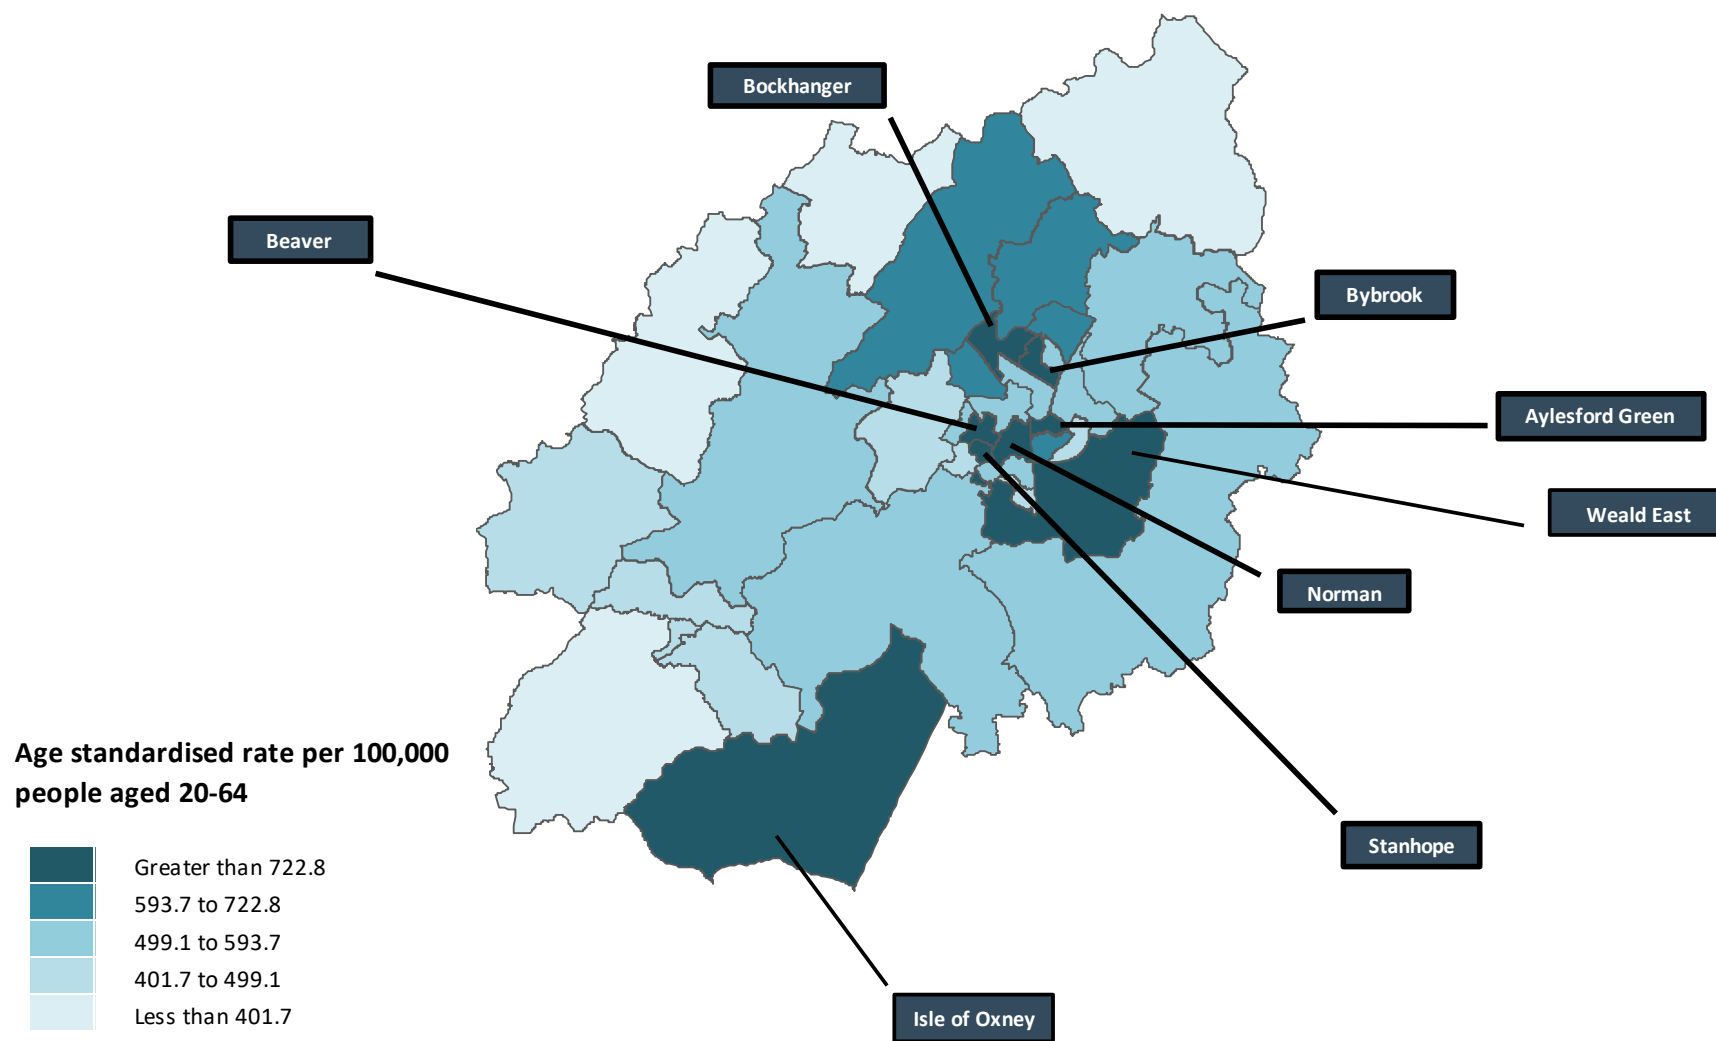 Bockhanger
Beaver
Bybrook
Aylesford Green
Weald East
Norman
Stanhope
Isle of Oxney
Age standardised rate per 100,000
people aged 20-64
Greater than 722.8
593.7 to 722.8
499.1 to 593.7
401.7 to 499.1
Less than 401.7